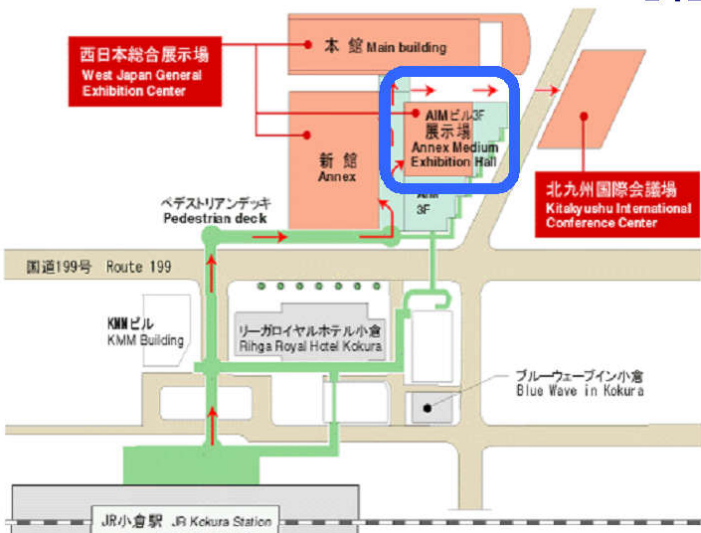 本 館 Main building
西日本総合展示場
West Japan General
Exhibition Center
AIMビル3F
展示場
Annex Medium
Exhibition Hall
新 館
Annex
AIM
3F
北九州国際会議場
Kitakyushu International
Conference Center
ペデストリアンデッキ
Pedestrian deck
国道199号 Route 199
KMMビル
KMM Building
リーガロイヤルホテル小倉
Rihga Royal Hotel Kokura
ブルーウェーブイン小倉
Blue Wave in Kokura
JR小倉駅 JR Kokura Station